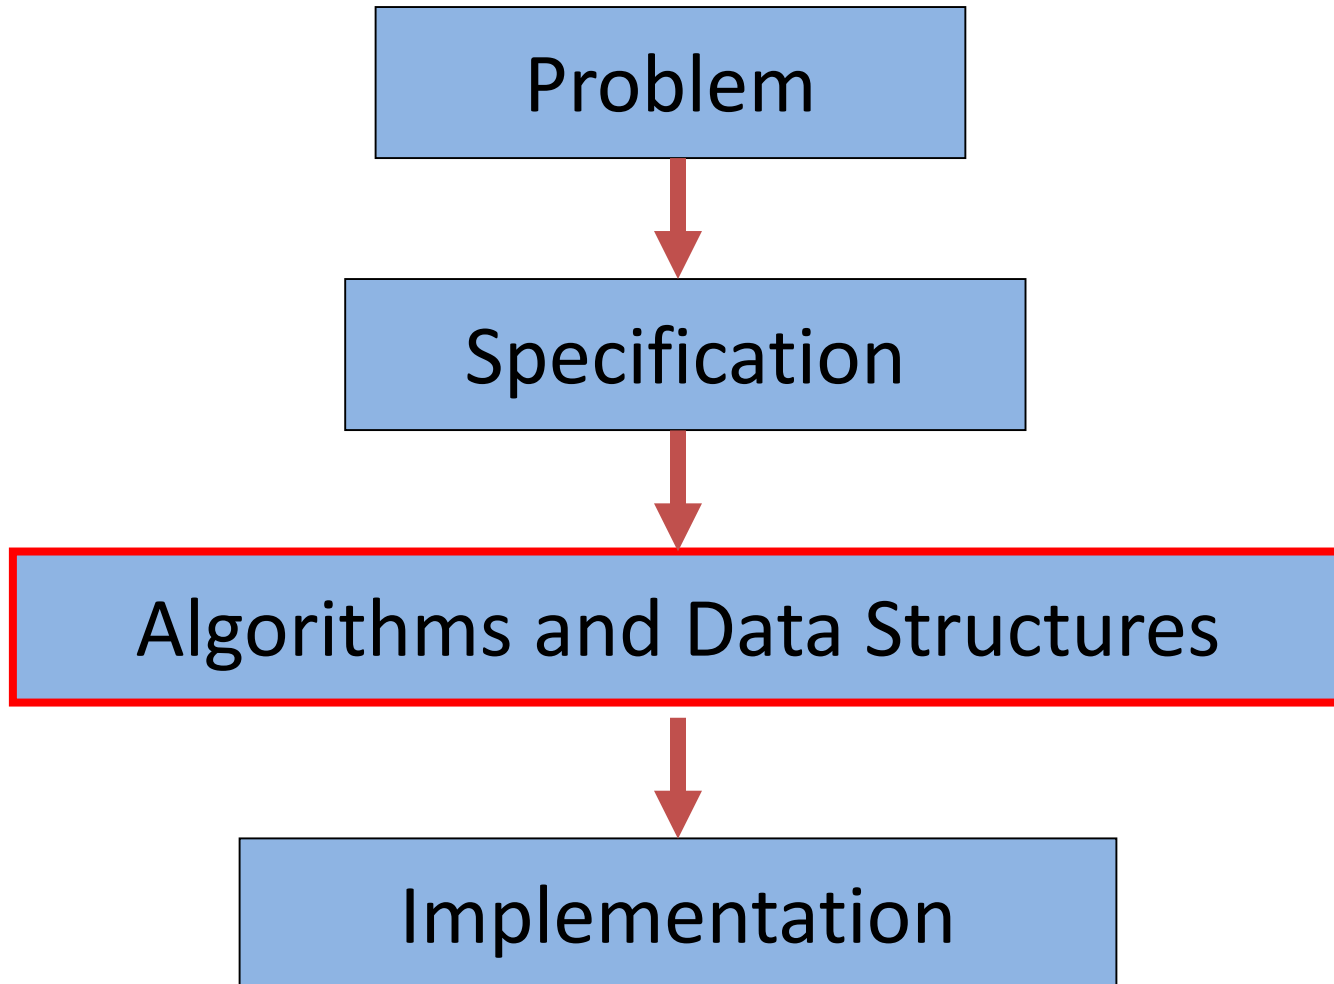 Problem
Specification
Algorithms and Data Structures
Implementation